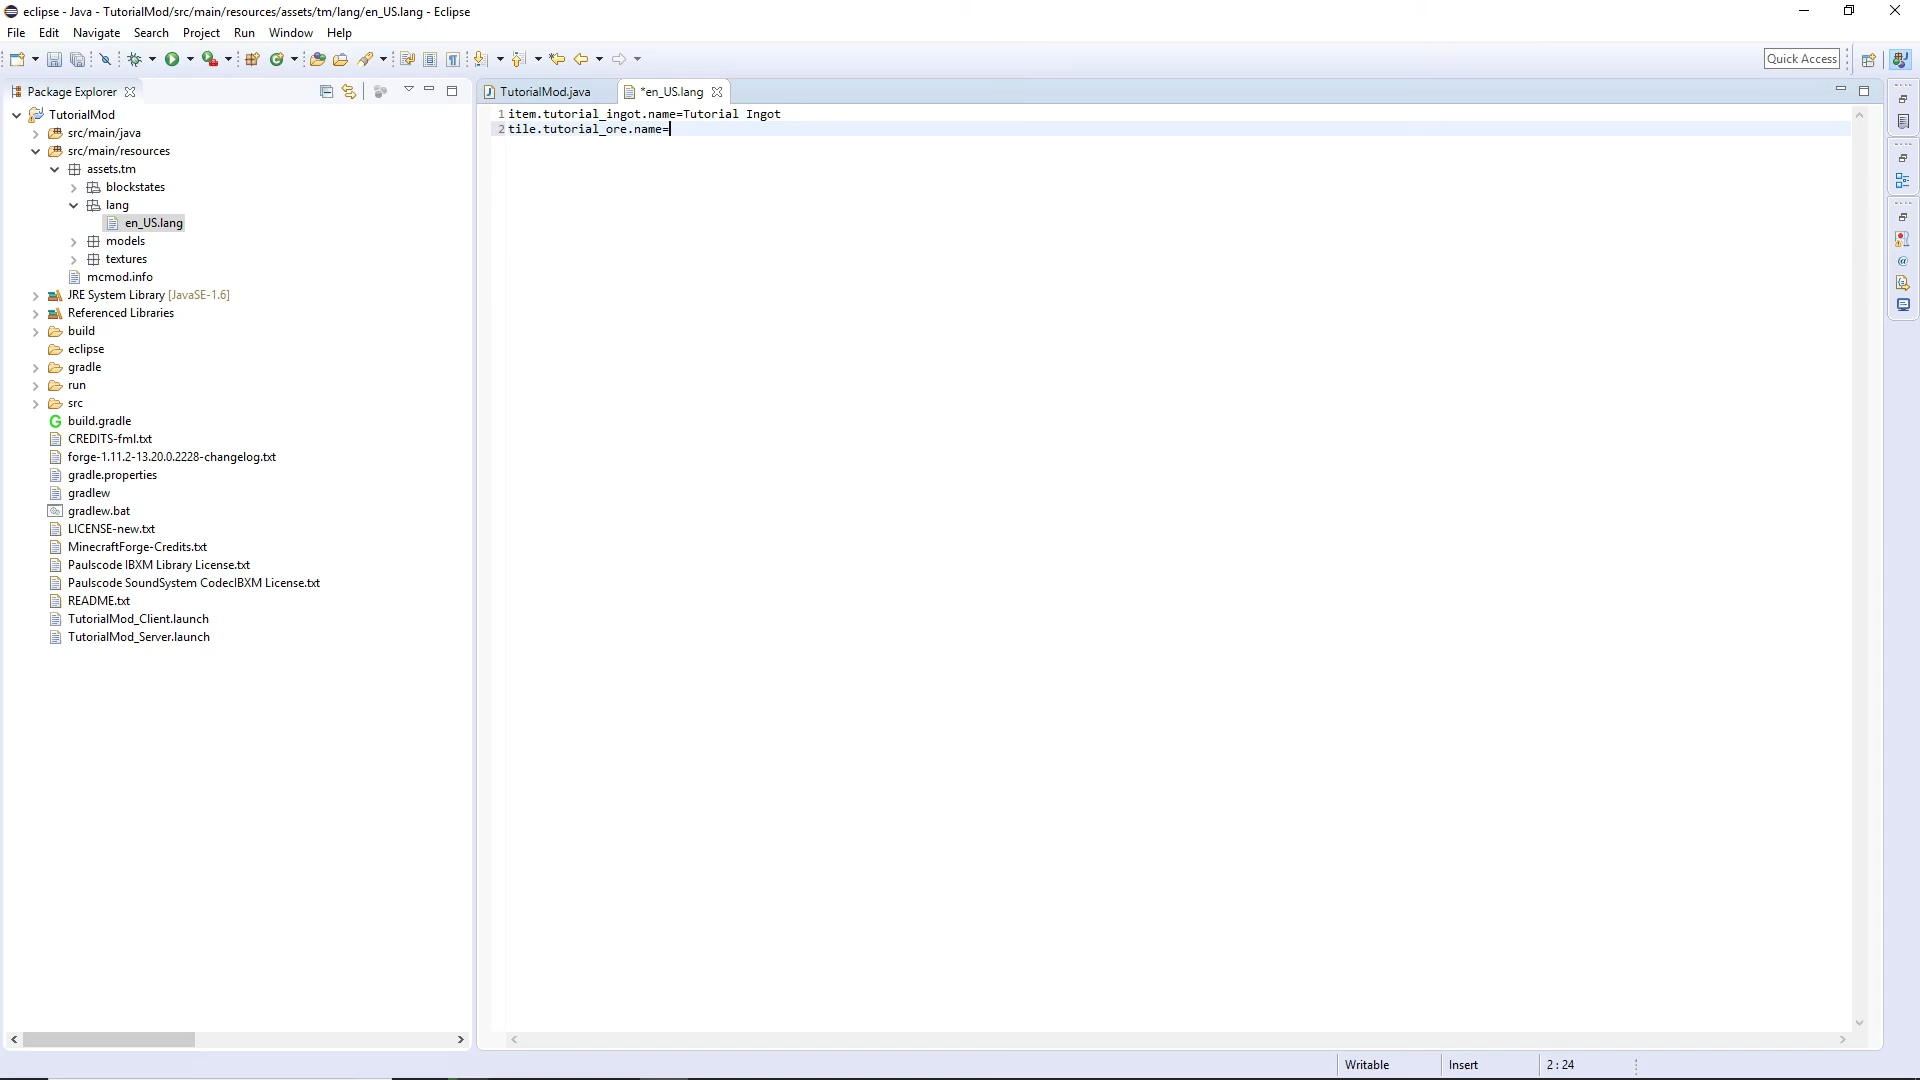 eclipse - Java - TutorialMod/src/main/resources/assets/tm/lang/en_US.lang - Eclipse
File Edit Navigate Search Project Run Window Help
Quick Access
Package Explorer
TutorialMod
src/main/java
src/main/resources
assets.tm
blockstates
lang
en_US.lang
models
textures
mcmod.info
JRE System Library [JavaSE-1.6]
Referenced Libraries
build
eclipse
gradle
run
src
build.gradle
CREDITS-fml.txt
forge-1.11.2-13.20.0.2228-changelog.txt
gradle.properties
gradlew
gradlew.bat
LICENSE-new.txt
MinecraftForge-Credits.txt
Paulscode IBXM Library License.txt
Paulscode SoundSystem CodecIBXM License.txt
README.txt
TutorialMod_Client.launch
TutorialMod_Server.launch
TutorialMod.java *en_US.lang
1 item.tutorial_ingot.name=Tutorial Ingot
2 tile.tutorial_ore.name=
Writable Insert 2 : 24